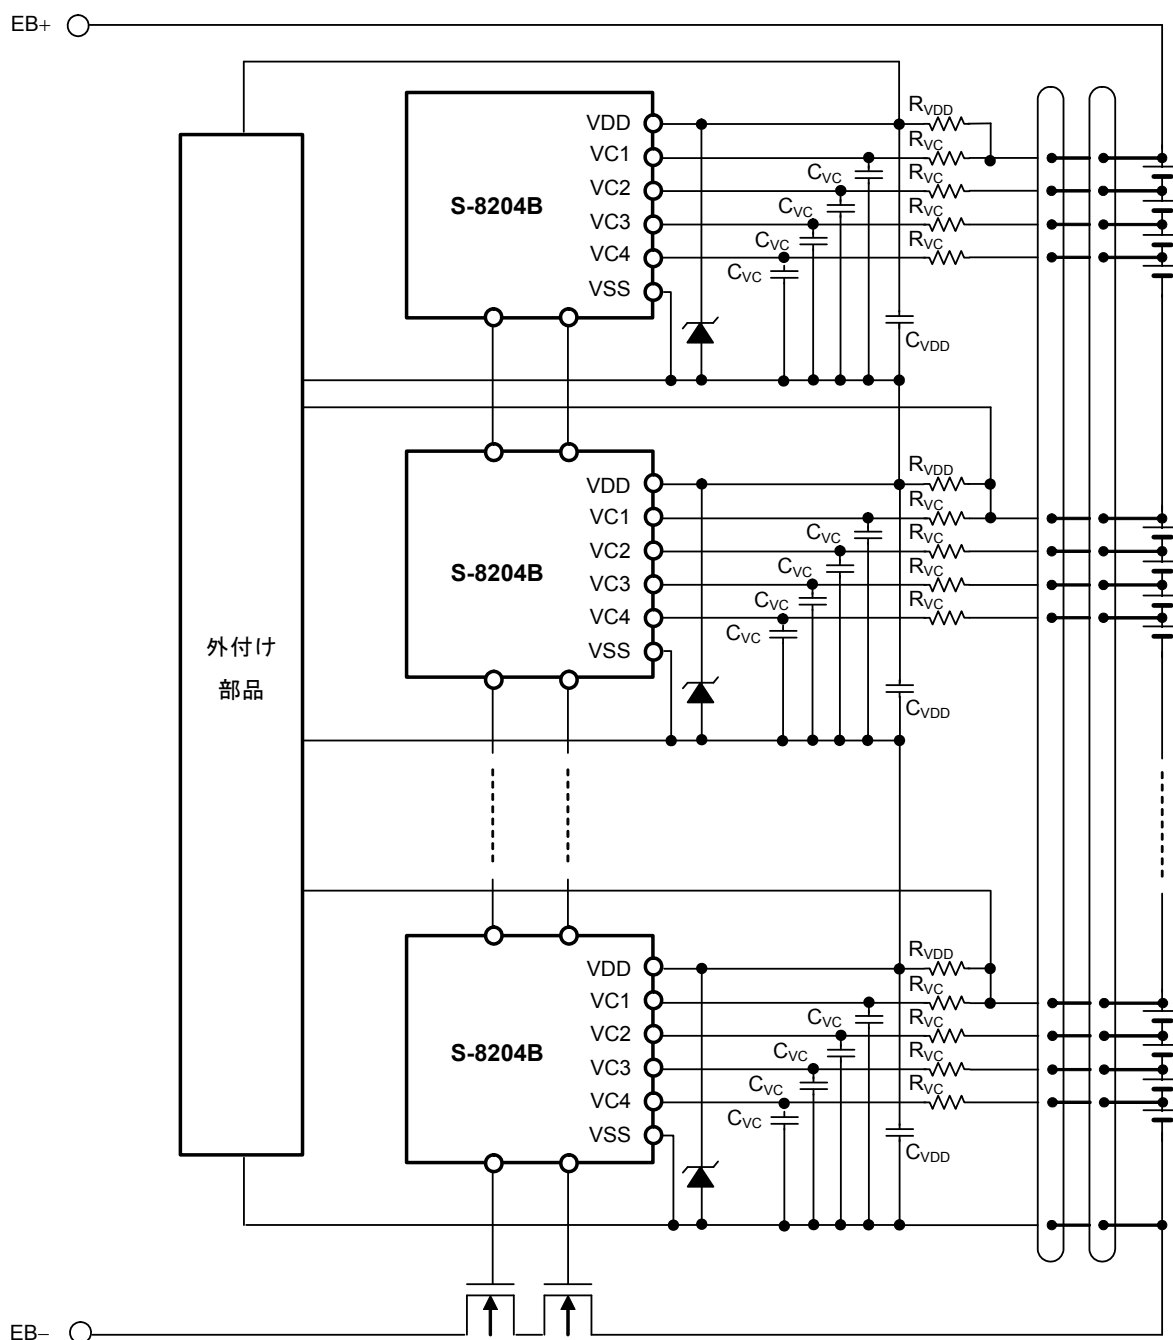 EB+
RVDD
VDD
VC1
RVC
CVC
VC2
RVC
S-8204B
CVC
VC3
RVC
CVC
VC4
RVC
CVC
VSS
CVDD
RVDD
VDD
VC1
RVC
CVC
VC2
RVC
S-8204B
CVC
VC3
RVC
CVC
VC4
RVC
CVC
VSS
外付け
部品
CVDD
RVDD
VDD
VC1
RVC
CVC
VC2
RVC
S-8204B
CVC
VC3
RVC
CVC
VC4
RVC
CVC
VSS
CVDD
EB−